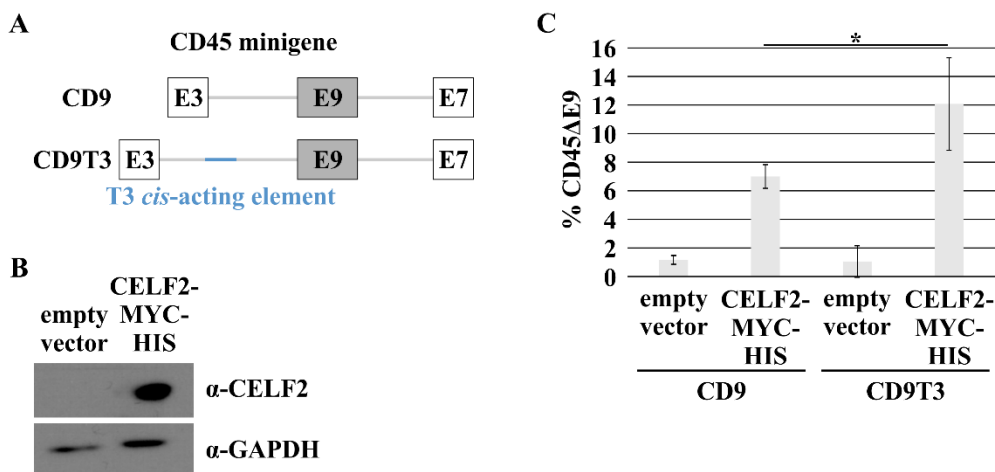 A
CD45 minigene
CD9
E3
E9
E7
CD9T3
E3
E9
E7
T3 cis-acting element
B
empty
vector
CELF2-
MYC-
HIS
α-CELF2
α-GAPDH
C
% CD45ΔE9
16
14
12
10
8
6
4
2
0
*
empty
vector
CELF2-
MYC-
HIS
empty
vector
CELF2-
MYC-
HIS
CD9
CD9T3